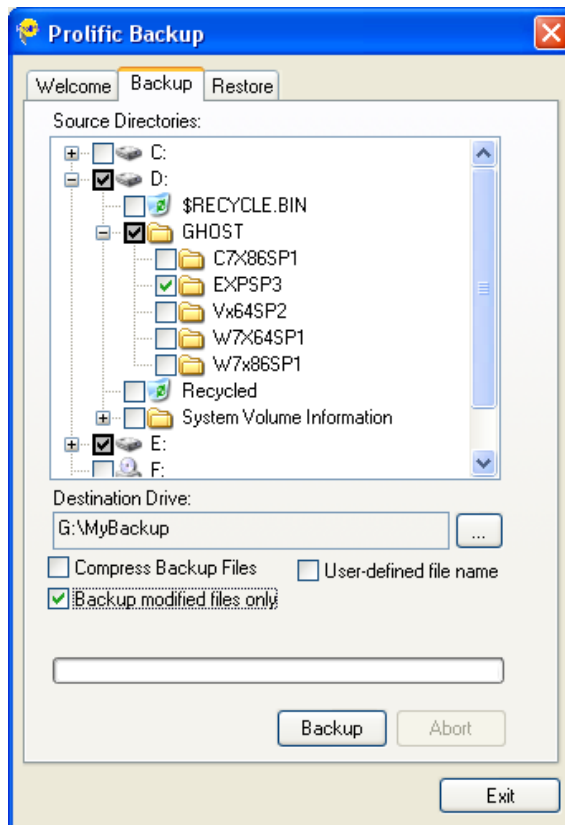 Prolific Backup
Welcome Backup Restore
Source Directories:
C:
D:
$RECYCLE.BIN
GHOST
C7X86SP1
EXPSP3
Vx64SP2
W7X64SP1
W7x86SP1
Recycled
System Volume Information
E:
F:
Destination Drive:
G:\MyBackup
...
Compress Backup Files User-defined file name
Backup modified files only
Backup Abort
Exit